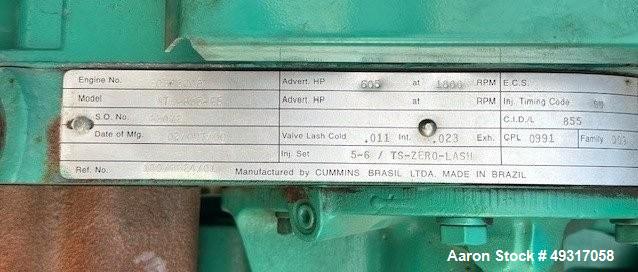 Engine No. Advert. HP 605 at 1800 RPM E.C.S.
Model Advert. HP at RPM Inj. Timing Code
S.O. No. C.I.D./L 855
Date of Mfg. Valve Lash Cold .011 Int. .023 Exh. CPL 0991 Family
Inj. Set 5-6 / TS-ZERO-LASH
Ref. No. Manufactured by CUMMINS BRASIL LTDA. MADE IN BRAZIL
Aaron Stock #49317058